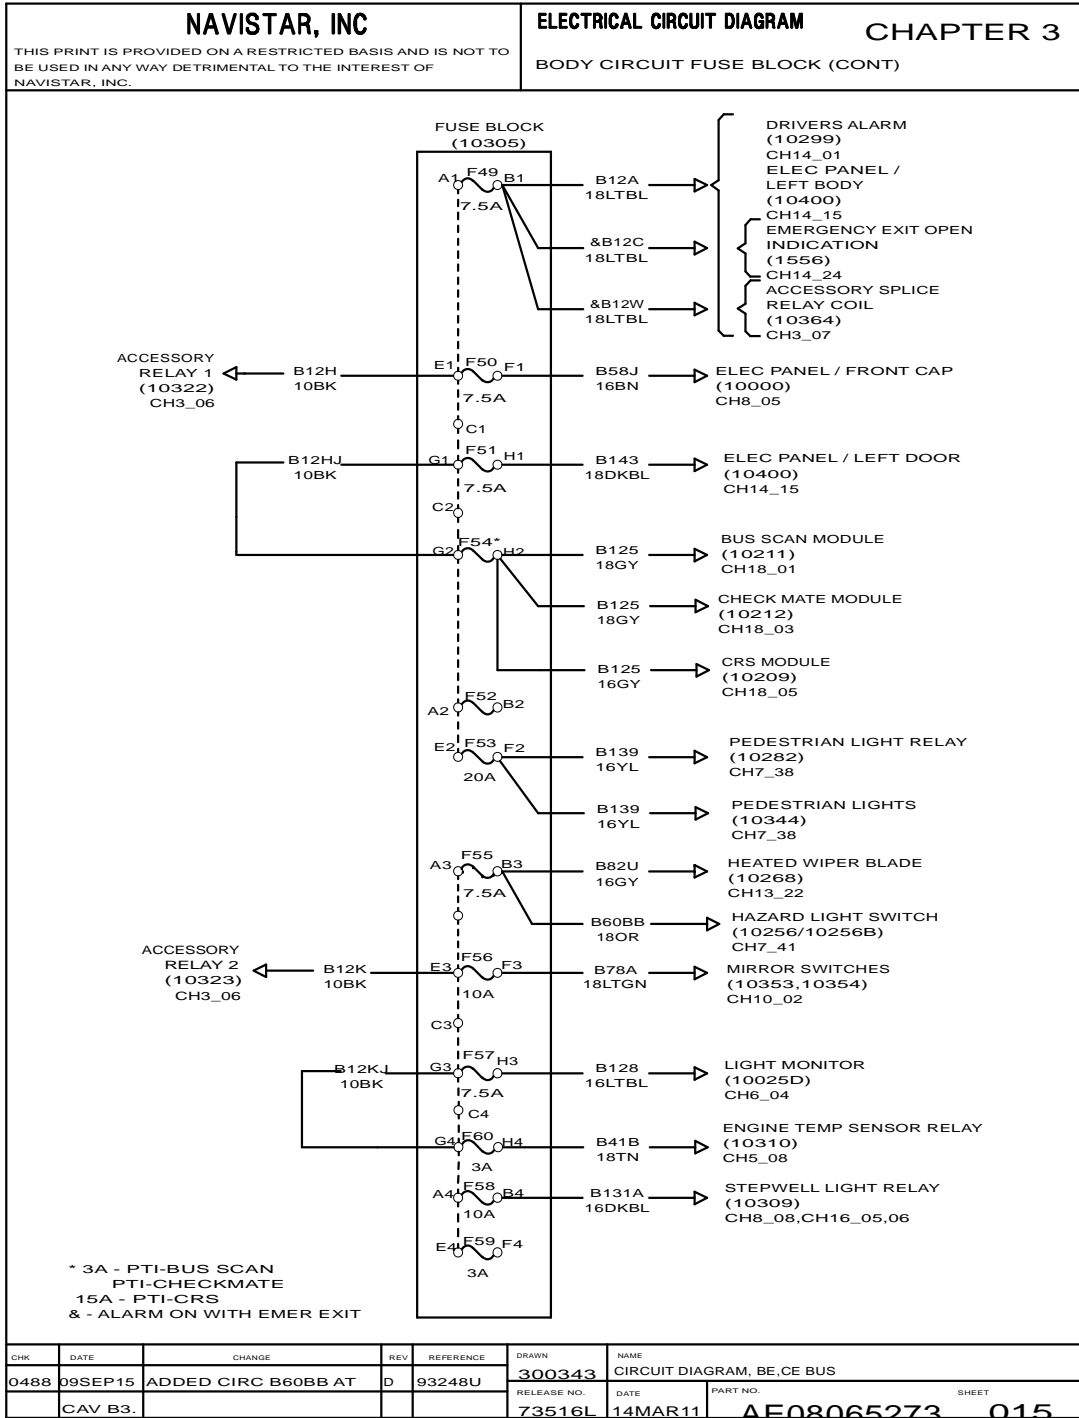 NAVISTAR, INC
THIS PRINT IS PROVIDED ON A RESTRICTED BASIS AND IS NOT TO
BE USED IN ANY WAY DETRIMENTAL TO THE INTEREST OF
NAVISTAR, INC.
ELECTRICAL CIRCUIT DIAGRAM
CHAPTER 3
BODY CIRCUIT FUSE BLOCK (CONT)
FUSE BLOCK
(10305)
A1 F49 B1
7.5A
B12A
18LTBL
DRIVERS ALARM
(10299)
CH14_01
ELEC PANEL /
LEFT BODY
(10400)
CH14_15
&B12C
18LTBL
EMERGENCY EXIT OPEN
INDICATION
(1556)
CH14_24
&B12W
18LTBL
ACCESSORY SPLICE
RELAY COIL
(10364)
CH3_07
ACCESSORY
RELAY 1
(10322)
CH3_06
B12H
10BK
E1 F50 F1
7.5A
B58J
16BN
ELEC PANEL / FRONT CAP
(10000)
CH8_05
C1
B12HJ
10BK
G1 F51 H1
7.5A
B143
18DKBL
ELEC PANEL / LEFT DOOR
(10400)
CH14_15
C2
G2 F54* H2
B125
18GY
BUS SCAN MODULE
(10211)
CH18_01
B125
18GY
CHECK MATE MODULE
(10212)
CH18_03
B125
16GY
CRS MODULE
(10209)
CH18_05
A2 F52 B2
E2 F53 F2
20A
B139
16YL
PEDESTRIAN LIGHT RELAY
(10282)
CH7_38
B139
16YL
PEDESTRIAN LIGHTS
(10344)
CH7_38
A3 F55 B3
7.5A
B82U
16GY
HEATED WIPER BLADE
(10268)
CH13_22
B60BB
18OR
HAZARD LIGHT SWITCH
(10256/10256B)
CH7_41
ACCESSORY
RELAY 2
(10323)
CH3_06
B12K
10BK
E3 F56 F3
10A
B78A
18LTGN
MIRROR SWITCHES
(10353,10354)
CH10_02
C3
B12KJ
10BK
G3 F57 H3
7.5A
B128
16LTBL
LIGHT MONITOR
(10025D)
CH6_04
C4
G4 F60 H4
3A
B41B
18TN
ENGINE TEMP SENSOR RELAY
(10310)
CH5_08
A4 F58 B4
10A
B131A
16DKBL
STEPWELL LIGHT RELAY
(10309)
CH8_08,CH16_05,06
E4 F59 F4
3A
* 3A - PTI-BUS SCAN
PTI-CHECKMATE
15A - PTI-CRS
& - ALARM ON WITH EMER EXIT
CHK DATE CHANGE REV REFERENCE
0488 09SEP15 ADDED CIRC B60BB AT D 93248U
CAV B3.
DRAWN
300343
NAME
CIRCUIT DIAGRAM, BE,CE BUS
RELEASE NO.
73516L
DATE
14MAR11
PART NO.
AE08065273
SHEET
015